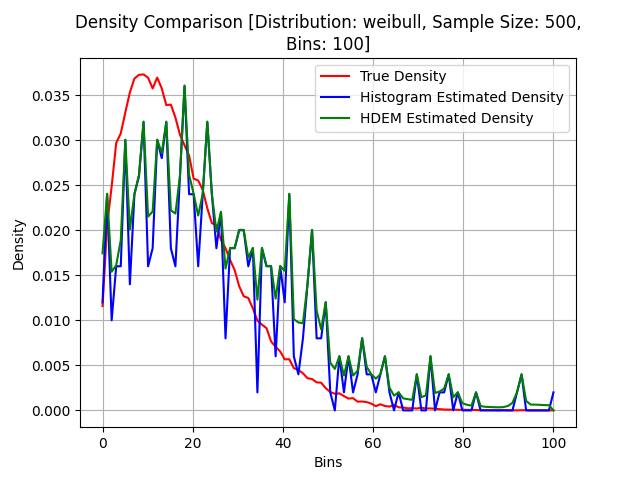 Density Comparison [Distribution: weibull, Sample Size: 500,
Bins: 100]
True Density
Histogram Estimated Density
HDEM Estimated Density
Density
0.035
0.030
0.025
0.020
0.015
0.010
0.005
0.000
0 20 40 60 80 100
Bins